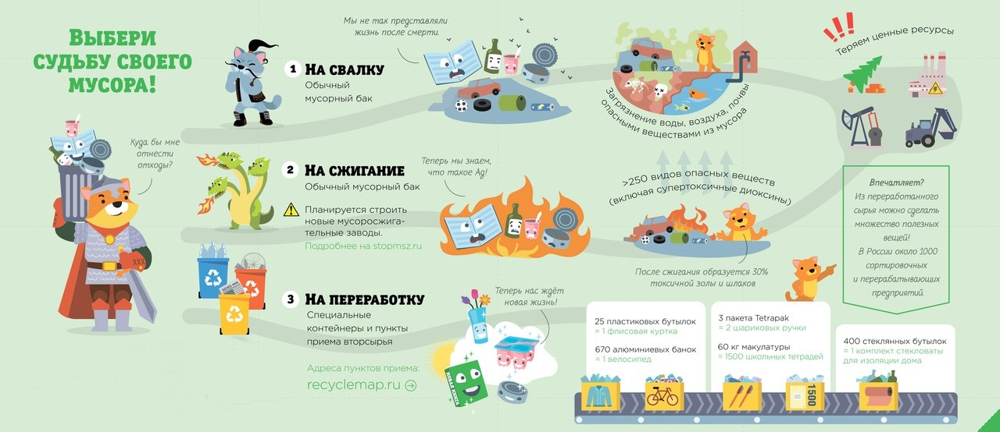 Выбери
судьбу своего
мусора!
Куда бы мне
отнести
отходы?
1 На свалку
Обычный
мусорный бак
Мы не так представляли
жизнь после смерти.
Загрязнение воды, воздуха, почвы
опасными веществами из мусора
!!!
Теряем ценные ресурсы
2 На сжигание
Обычный мусорный бак
Планируется строить
новые мусоросжига-
тельные заводы.
Подробнее на stopmsz.ru
Теперь мы знаем,
что такое Ад!
>250 видов опасных веществ
(включая супертоксичные диоксины)
После сжигания образуется 30%
токсичной золы и шлаков
Впечатляет?
Из переработанного
сырья можно сделать
множество полезных
вещей!
В России около 1000
сортировочных
и перерабатывающих
предприятий.
3 На переработку
Специальные
контейнеры и пункты
приема вторсырья
Адреса пунктов приема:
recyclemap.ru
Теперь нас ждёт
новая жизнь!
НОВАЯ КНИГА
25 пластиковых бутылок
= 1 флисовая куртка
670 алюминиевых банок
= 1 велосипед
3 пакета Tetrapak
= 2 шариковых ручки
60 кг макулатуры
= 1500 школьных тетрадей
400 стеклянных бутылок
= 1 комплект стекловаты
для изоляции дома
1500